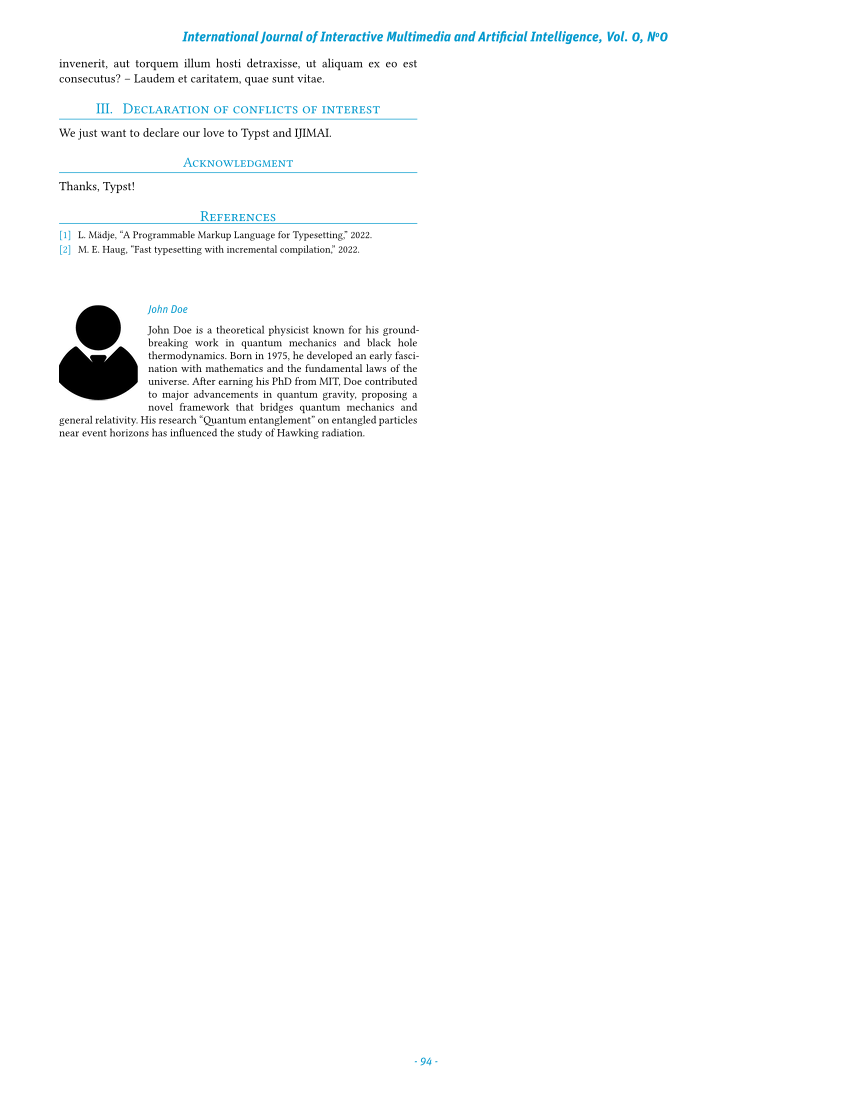 International Journal of Interactive Multimedia and Artificial Intelligence, Vol. 0, Nº0
invenerit, aut torquem illum hosti detraxisse, ut aliquam ex eo est
consecutus? – Laudem et caritatem, quae sunt vitae.
III. Declaration of conflicts of interest
We just want to declare our love to Typst and IJIMAI.
Acknowledgment
Thanks, Typst!
References
[1] L. Mädje, “A Programmable Markup Language for Typesetting,” 2022.
[2] M. E. Haug, “Fast typesetting with incremental compilation,” 2022.
John Doe
John Doe is a theoretical physicist known for his ground-
breaking work in quantum mechanics and black hole
thermodynamics. Born in 1975, he developed an early fasci-
nation with mathematics and the fundamental laws of the
universe. After earning his PhD from MIT, Doe contributed
to major advancements in quantum gravity, proposing a
novel framework that bridges quantum mechanics and
general relativity. His research “Quantum entanglement” on entangled particles
near event horizons has influenced the study of Hawking radiation.
- 94 -